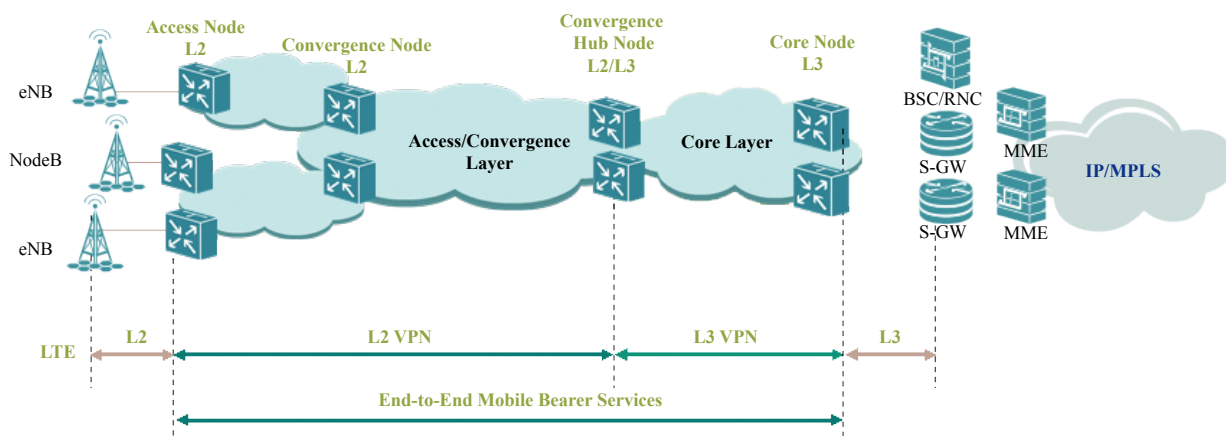 Access Node
L2
Convergence Node
L2
Convergence
Hub Node
L2/L3
Core Node
L3
eNB
NodeB
eNB
Access/Convergence
Layer
Core Layer
BSC/RNC
S-GW
S-GW
MME
MME
IP/MPLS
LTE
L2
L2 VPN
L3 VPN
L3
End-to-End Mobile Bearer Services